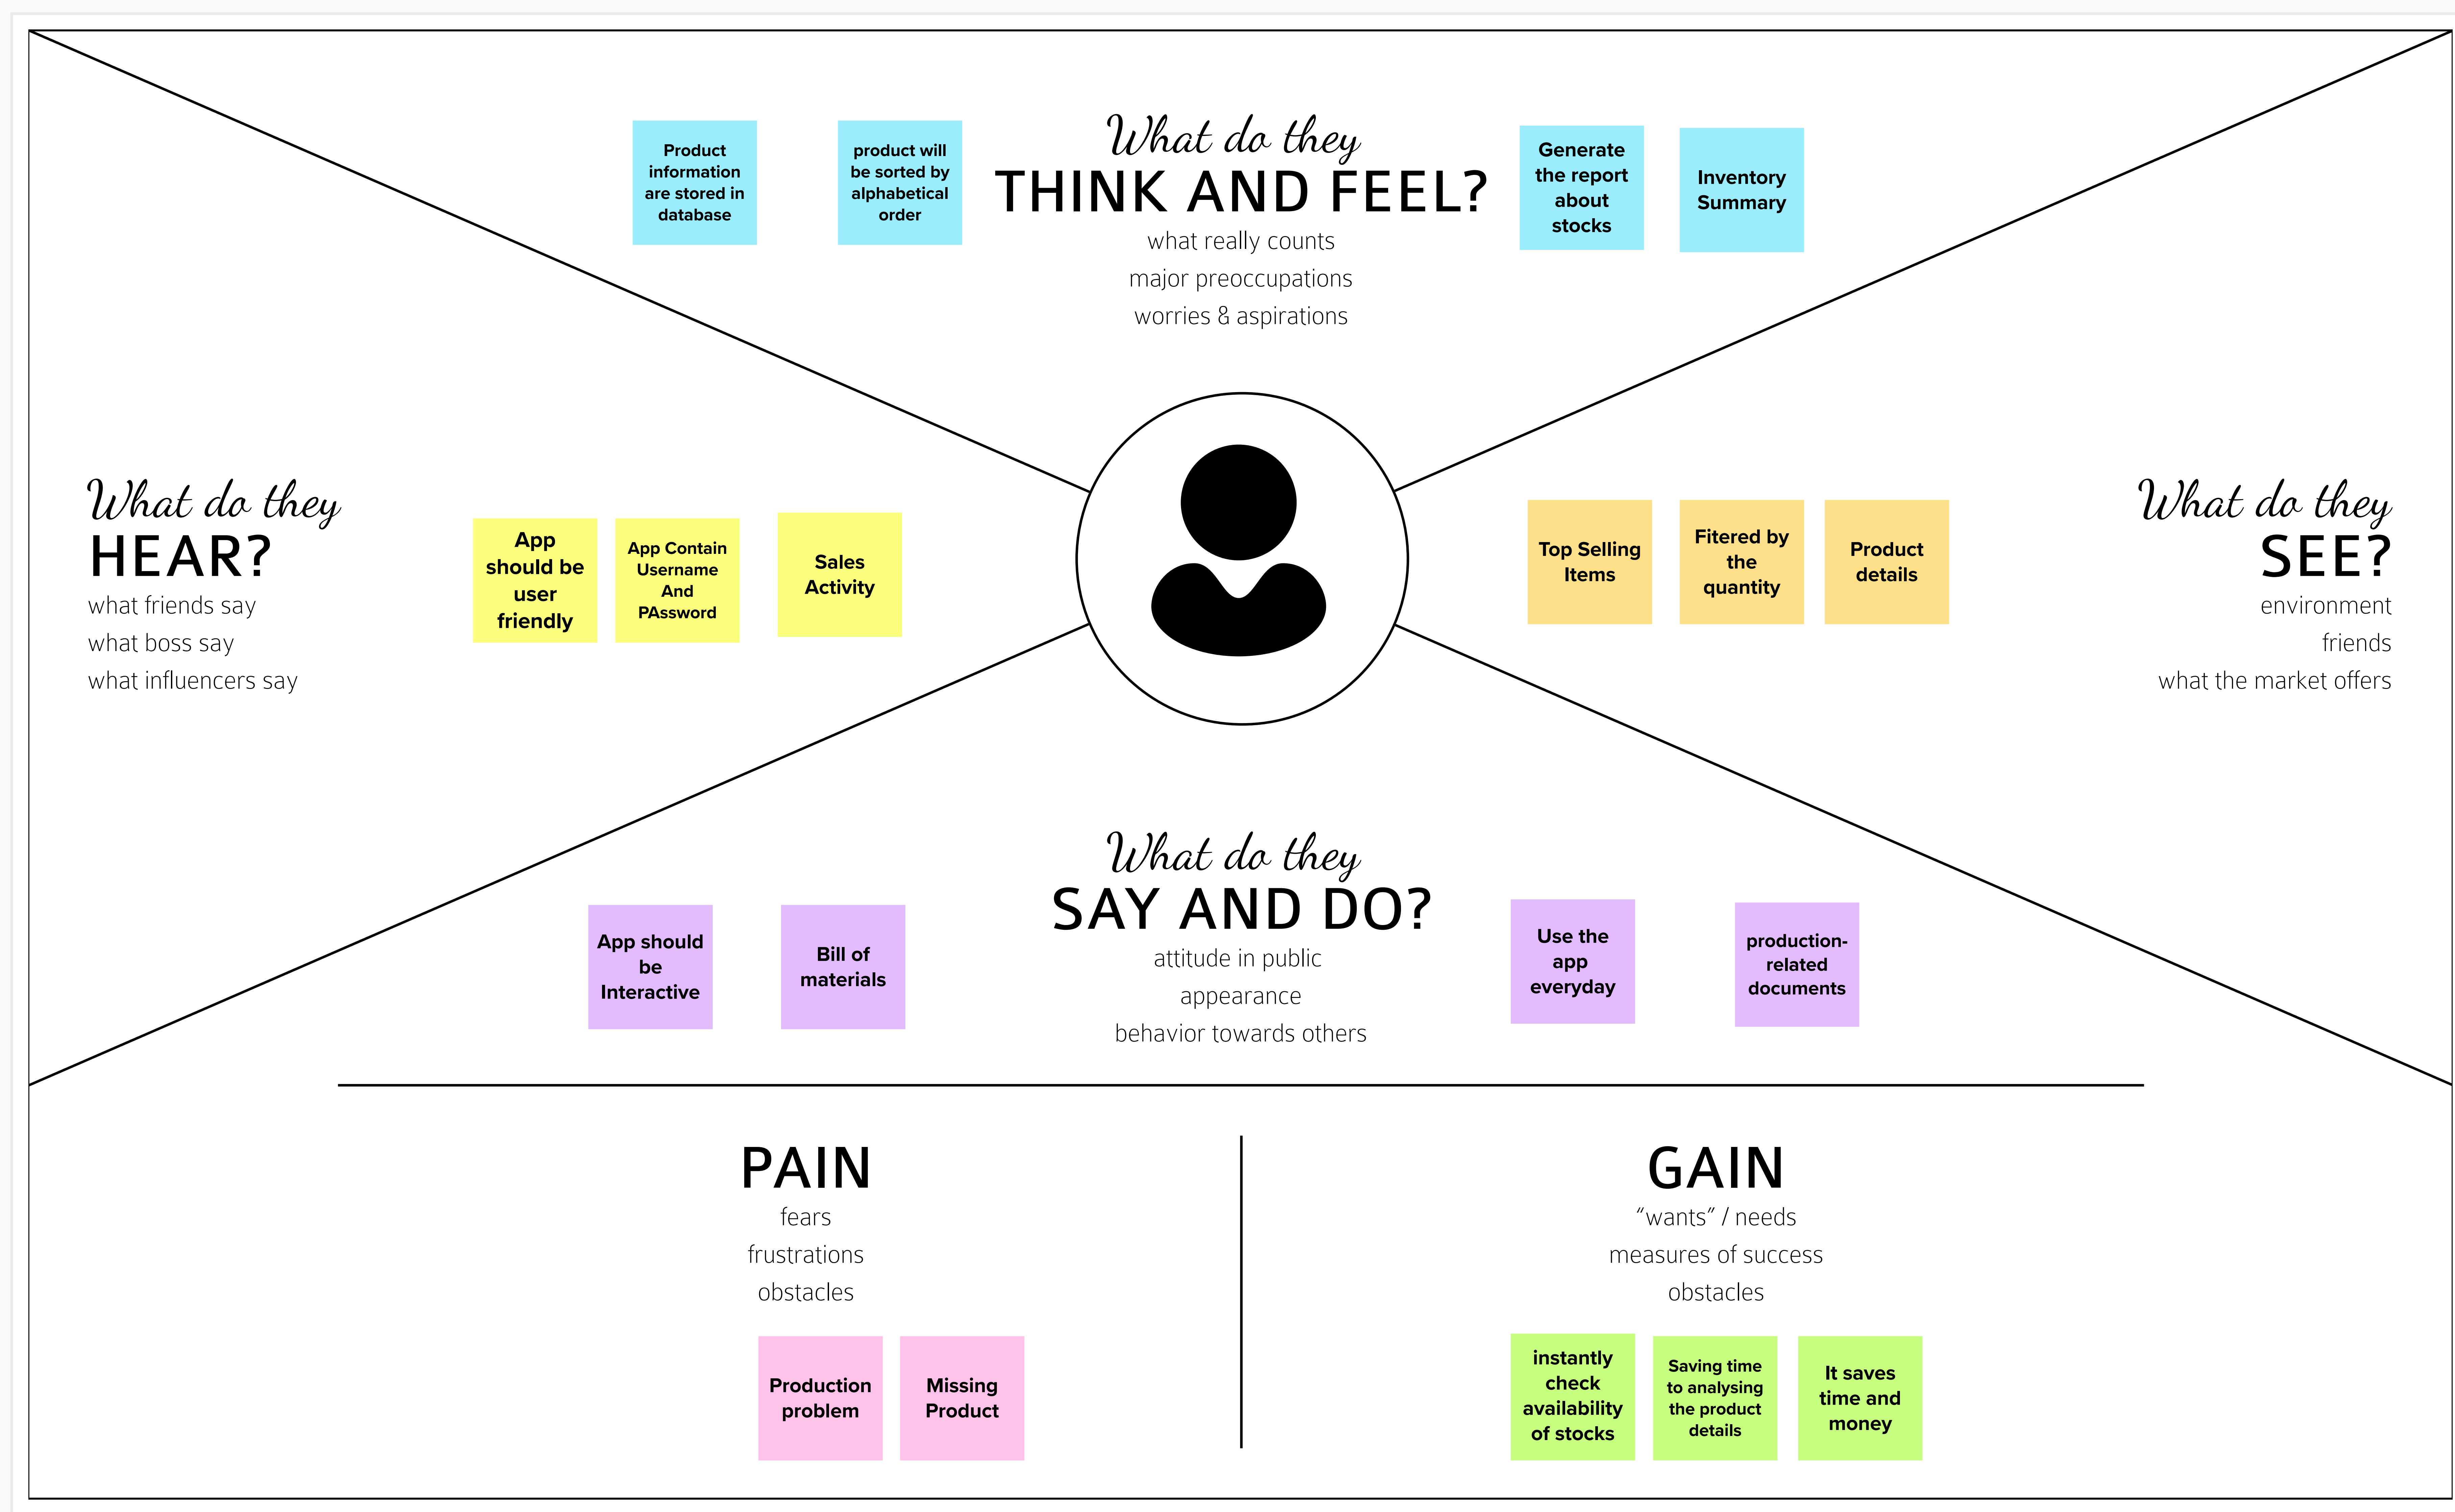 Product
information
are stored in
database
product will
be sorted by
alphabetical
order
What do they
THINK AND FEEL?
what really counts
major preoccupations
worries & aspirations
Generate
the report
about
stocks
Inventory
Summary
What do they
HEAR?
what friends say
what boss say
what influencers say
App
should be
user
friendly
App Contain
Username
And
PAssword
Sales
Activity
Top Selling
Items
Fitered by
the
quantity
Product
details
What do they
SEE?
environment
friends
what the market offers
What do they
SAY AND DO?
attitude in public
appearance
behavior towards others
App should
be
Interactive
Bill of
materials
Use the
app
everyday
production-
related
documents
PAIN
fears
frustrations
obstacles
Production
problem
Missing
Product
GAIN
“wants” / needs
measures of success
obstacles
instantly
check
availability
of stocks
Saving time
to analysing
the product
details
It saves
time and
money